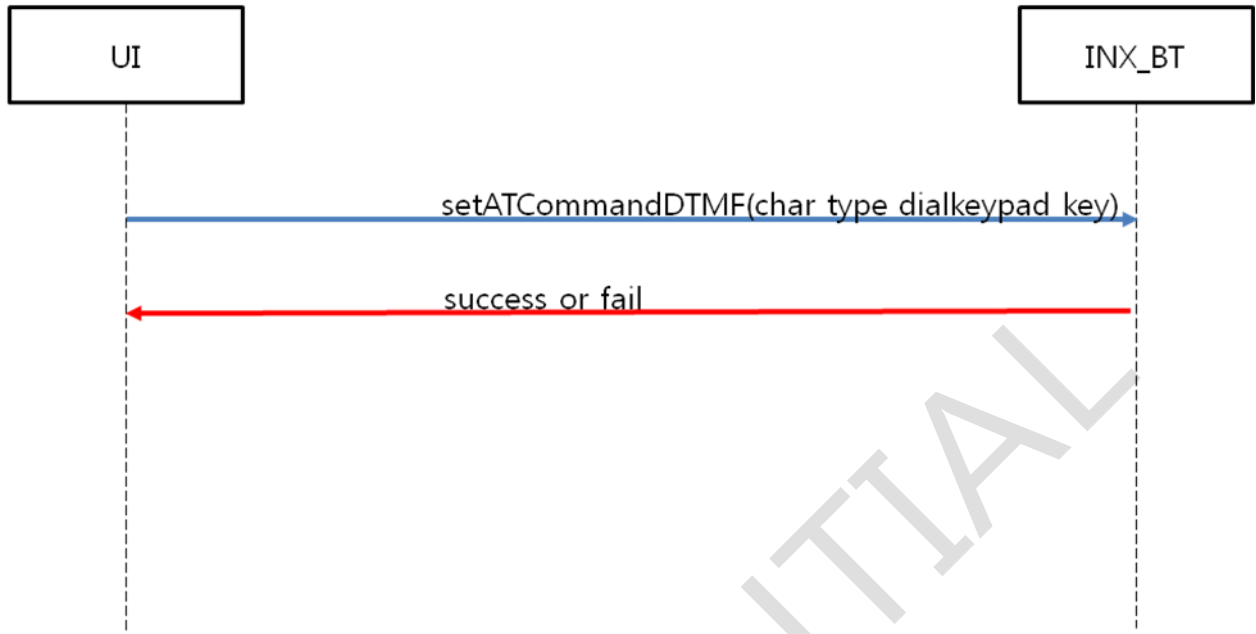 UI
INX_BT
setATCommandDTMF(char type dialkeypad key)
success or fail